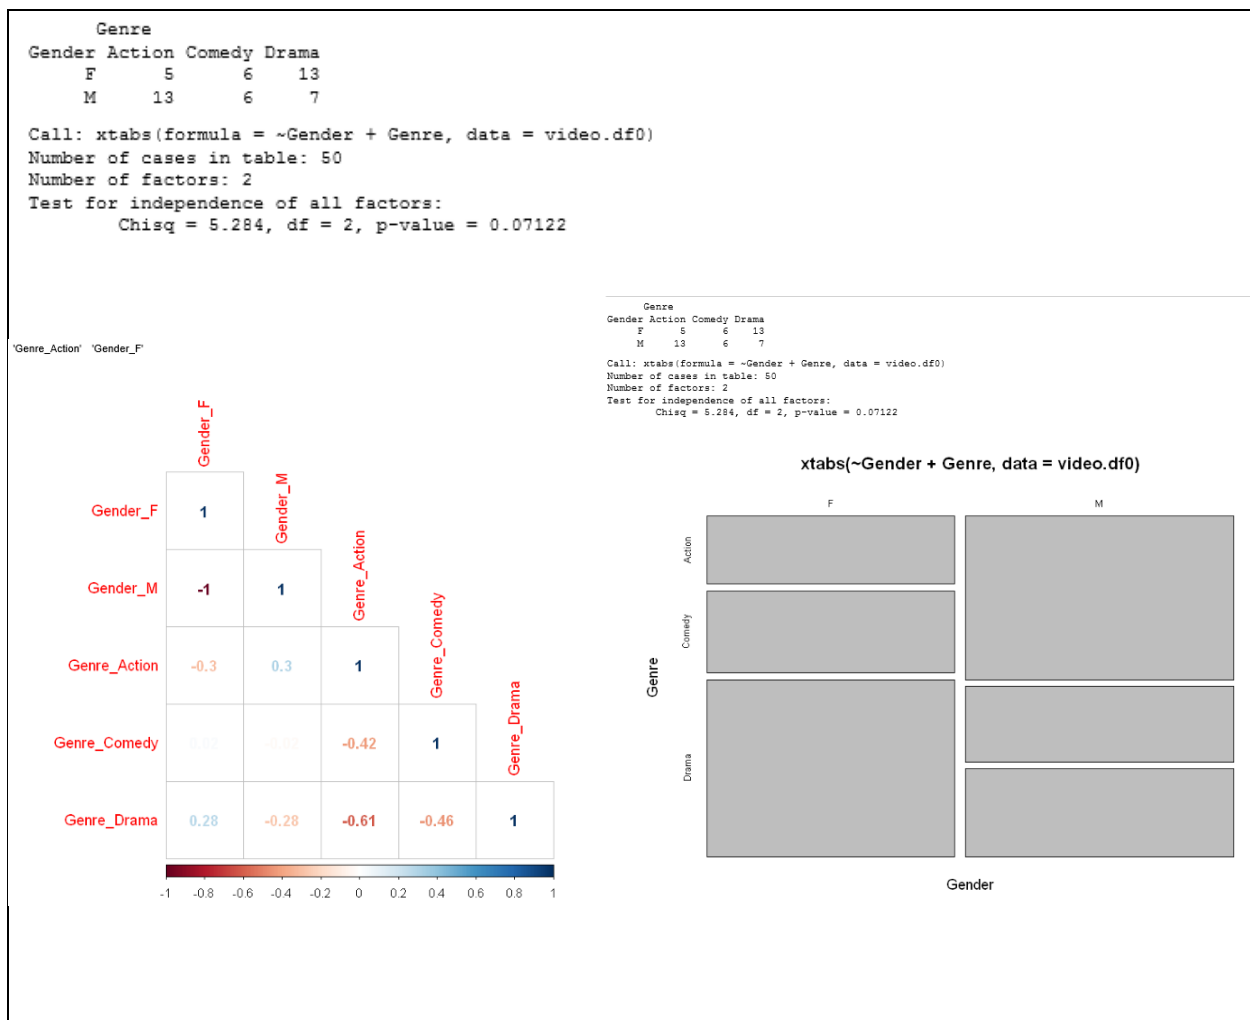 Genre
Gender Action Comedy Drama
F 5 6 13
M 13 6 7
Call: xtabs(formula = ~Gender + Genre, data = video.df0)
Number of cases in table: 50
Number of factors: 2
Test for independence of all factors:
Chisq = 5.284, df = 2, p-value = 0.07122
'Genre_Action' 'Gender_F'
Gender_F
Gender_M
Genre_Action
Genre_Comedy
Genre_Drama
Gender_F 1
Gender_M -1 1
Genre_Action -0.3 0.3 1
Genre_Comedy -0.42 1
Genre_Drama 0.28 -0.28 -0.61 -0.46 1
-1 -0.8 -0.6 -0.4 -0.2 0 0.2 0.4 0.6 0.8 1
Genre
Gender Action Comedy Drama
F 5 6 13
M 13 6 7
Call: xtabs(formula = ~Gender + Genre, data = video.df0)
Number of cases in table: 50
Number of factors: 2
Test for independence of all factors:
Chisq = 5.284, df = 2, p-value = 0.07122
xtabs(~Gender + Genre, data = video.df0)
F M
Action
Comedy
Drama
Genre
Gender